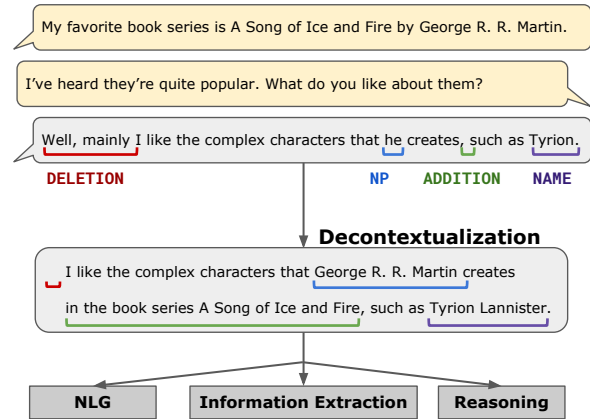 My favorite book series is A Song of Ice and Fire by George R. R. Martin.
I've heard they're quite popular. What do you like about them?
Well, mainly I like the complex characters that he creates, such as Tyrion.
DELETION NP ADDITION NAME
Decontextualization
I like the complex characters that George R. R. Martin creates
in the book series A Song of Ice and Fire, such as Tyrion Lannister.
NLG Information Extraction Reasoning